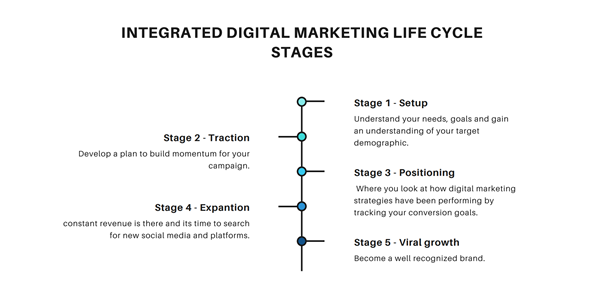 INTEGRATED DIGITAL MARKETING LIFE CYCLE
STAGES
Stage 1 - Setup
Understand your needs, goals and gain
an understanding of your target
demographic.
Stage 2 - Traction
Develop a plan to build momentum for your
campaign.
Stage 3 - Positioning
Where you look at how digital marketing
strategies have been performing by
tracking your conversion goals.
Stage 4 - Expantion
constant revenue is there and its time to search
for new social media and platforms.
Stage 5 - Viral growth
Become a well recognized brand.